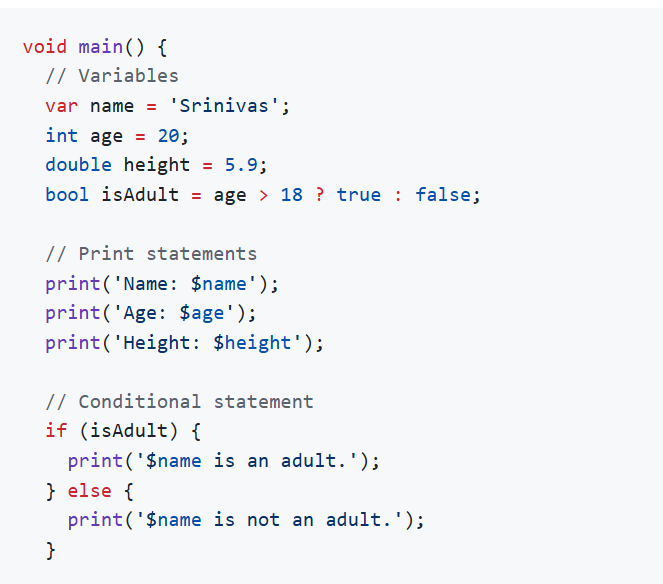 void main() {
  // Variables
  var name = 'Srinivas';
  int age = 20;
  double height = 5.9;
  bool isAdult = age > 18 ? true : false;

  // Print statements
  print('Name: $name');
  print('Age: $age');
  print('Height: $height');

  // Conditional statement
  if (isAdult) {
    print('$name is an adult.');
  } else {
    print('$name is not an adult.');
  }